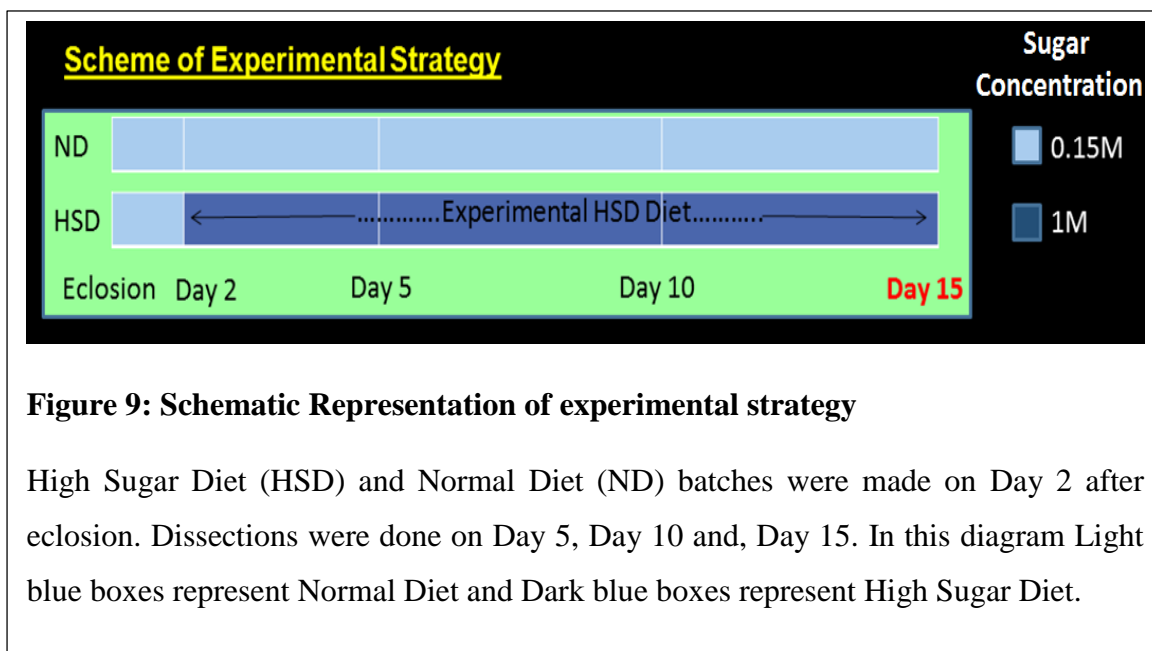 Scheme of Experimental Strategy
Sugar
Concentration
ND
0.15M
HSD
.............Experimental HSD Diet...........
1M
Eclosion Day 2 Day 5 Day 10 Day 15
Figure 9: Schematic Representation of experimental strategy
High Sugar Diet (HSD) and Normal Diet (ND) batches were made on Day 2 after
eclosion. Dissections were done on Day 5, Day 10 and, Day 15. In this diagram Light
blue boxes represent Normal Diet and Dark blue boxes represent High Sugar Diet.